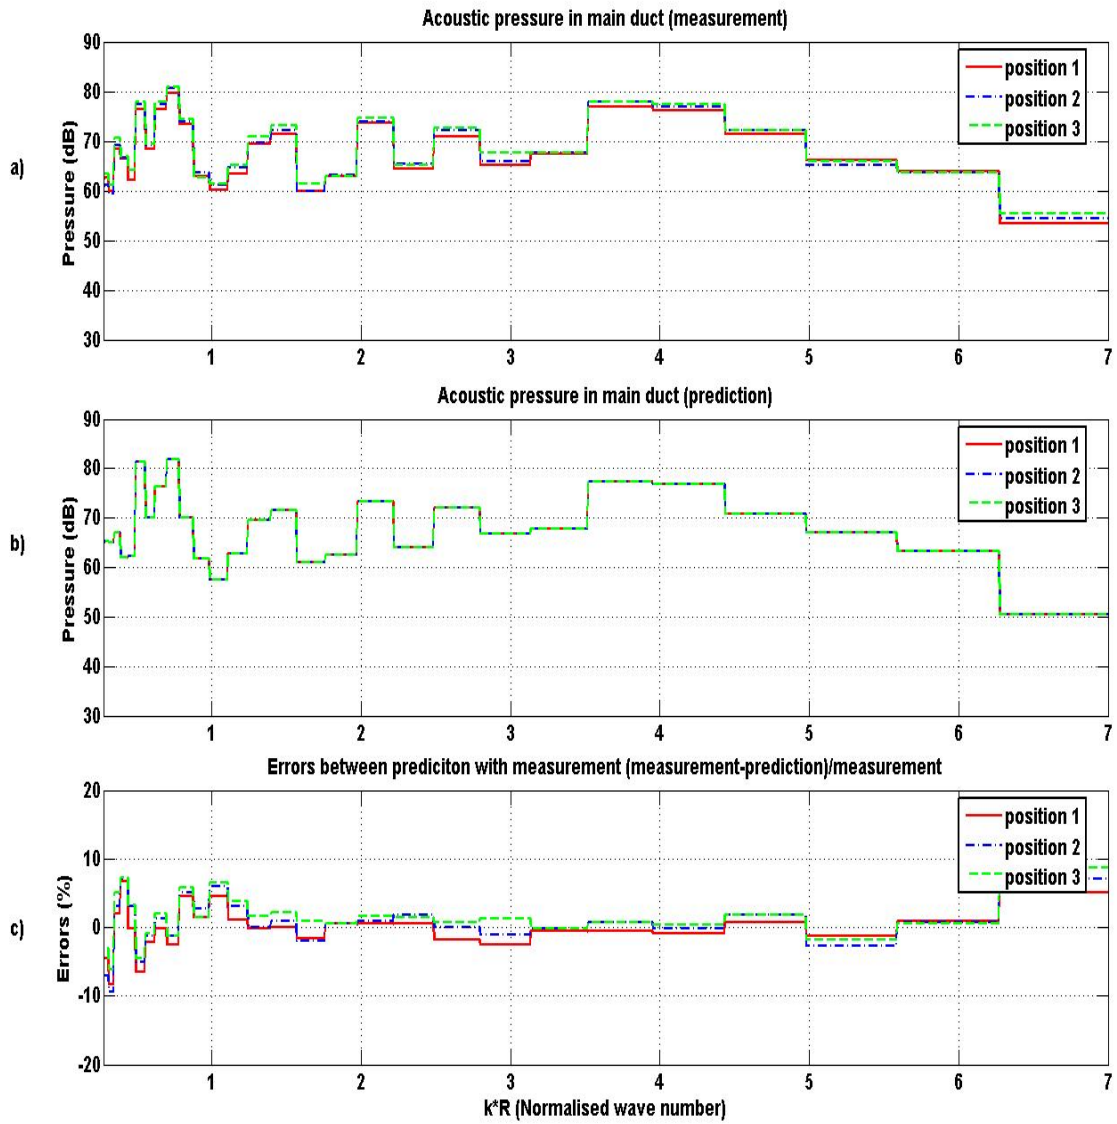 Acoustic pressure in main duct (measurement)
a)
Pressure (dB)
90
80
70
60
50
40
30
position 1
position 2
position 3
1 2 3 4 5 6 7
Acoustic pressure in main duct (prediction)
b)
Pressure (dB)
90
80
70
60
50
40
30
position 1
position 2
position 3
1 2 3 4 5 6 7
Errors between prediciton with measurement (measurement-prediction)/measurement
c)
Errors (%)
20
10
0
-10
-20
position 1
position 2
position 3
1 2 3 4 5 6 7
k*R (Normalised wave number)